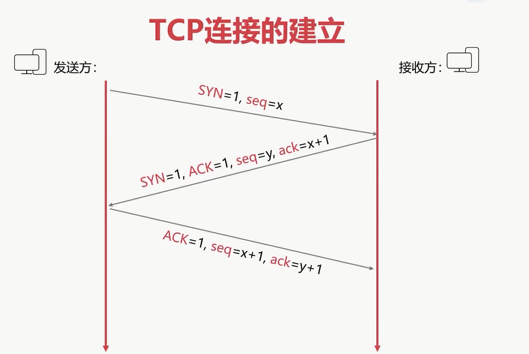 TCP连接的建立
发送方：
接收方：
SYN=1, seq=x
SYN=1, ACK=1, seq=y, ack=x+1
ACK=1, seq=x+1, ack=y+1